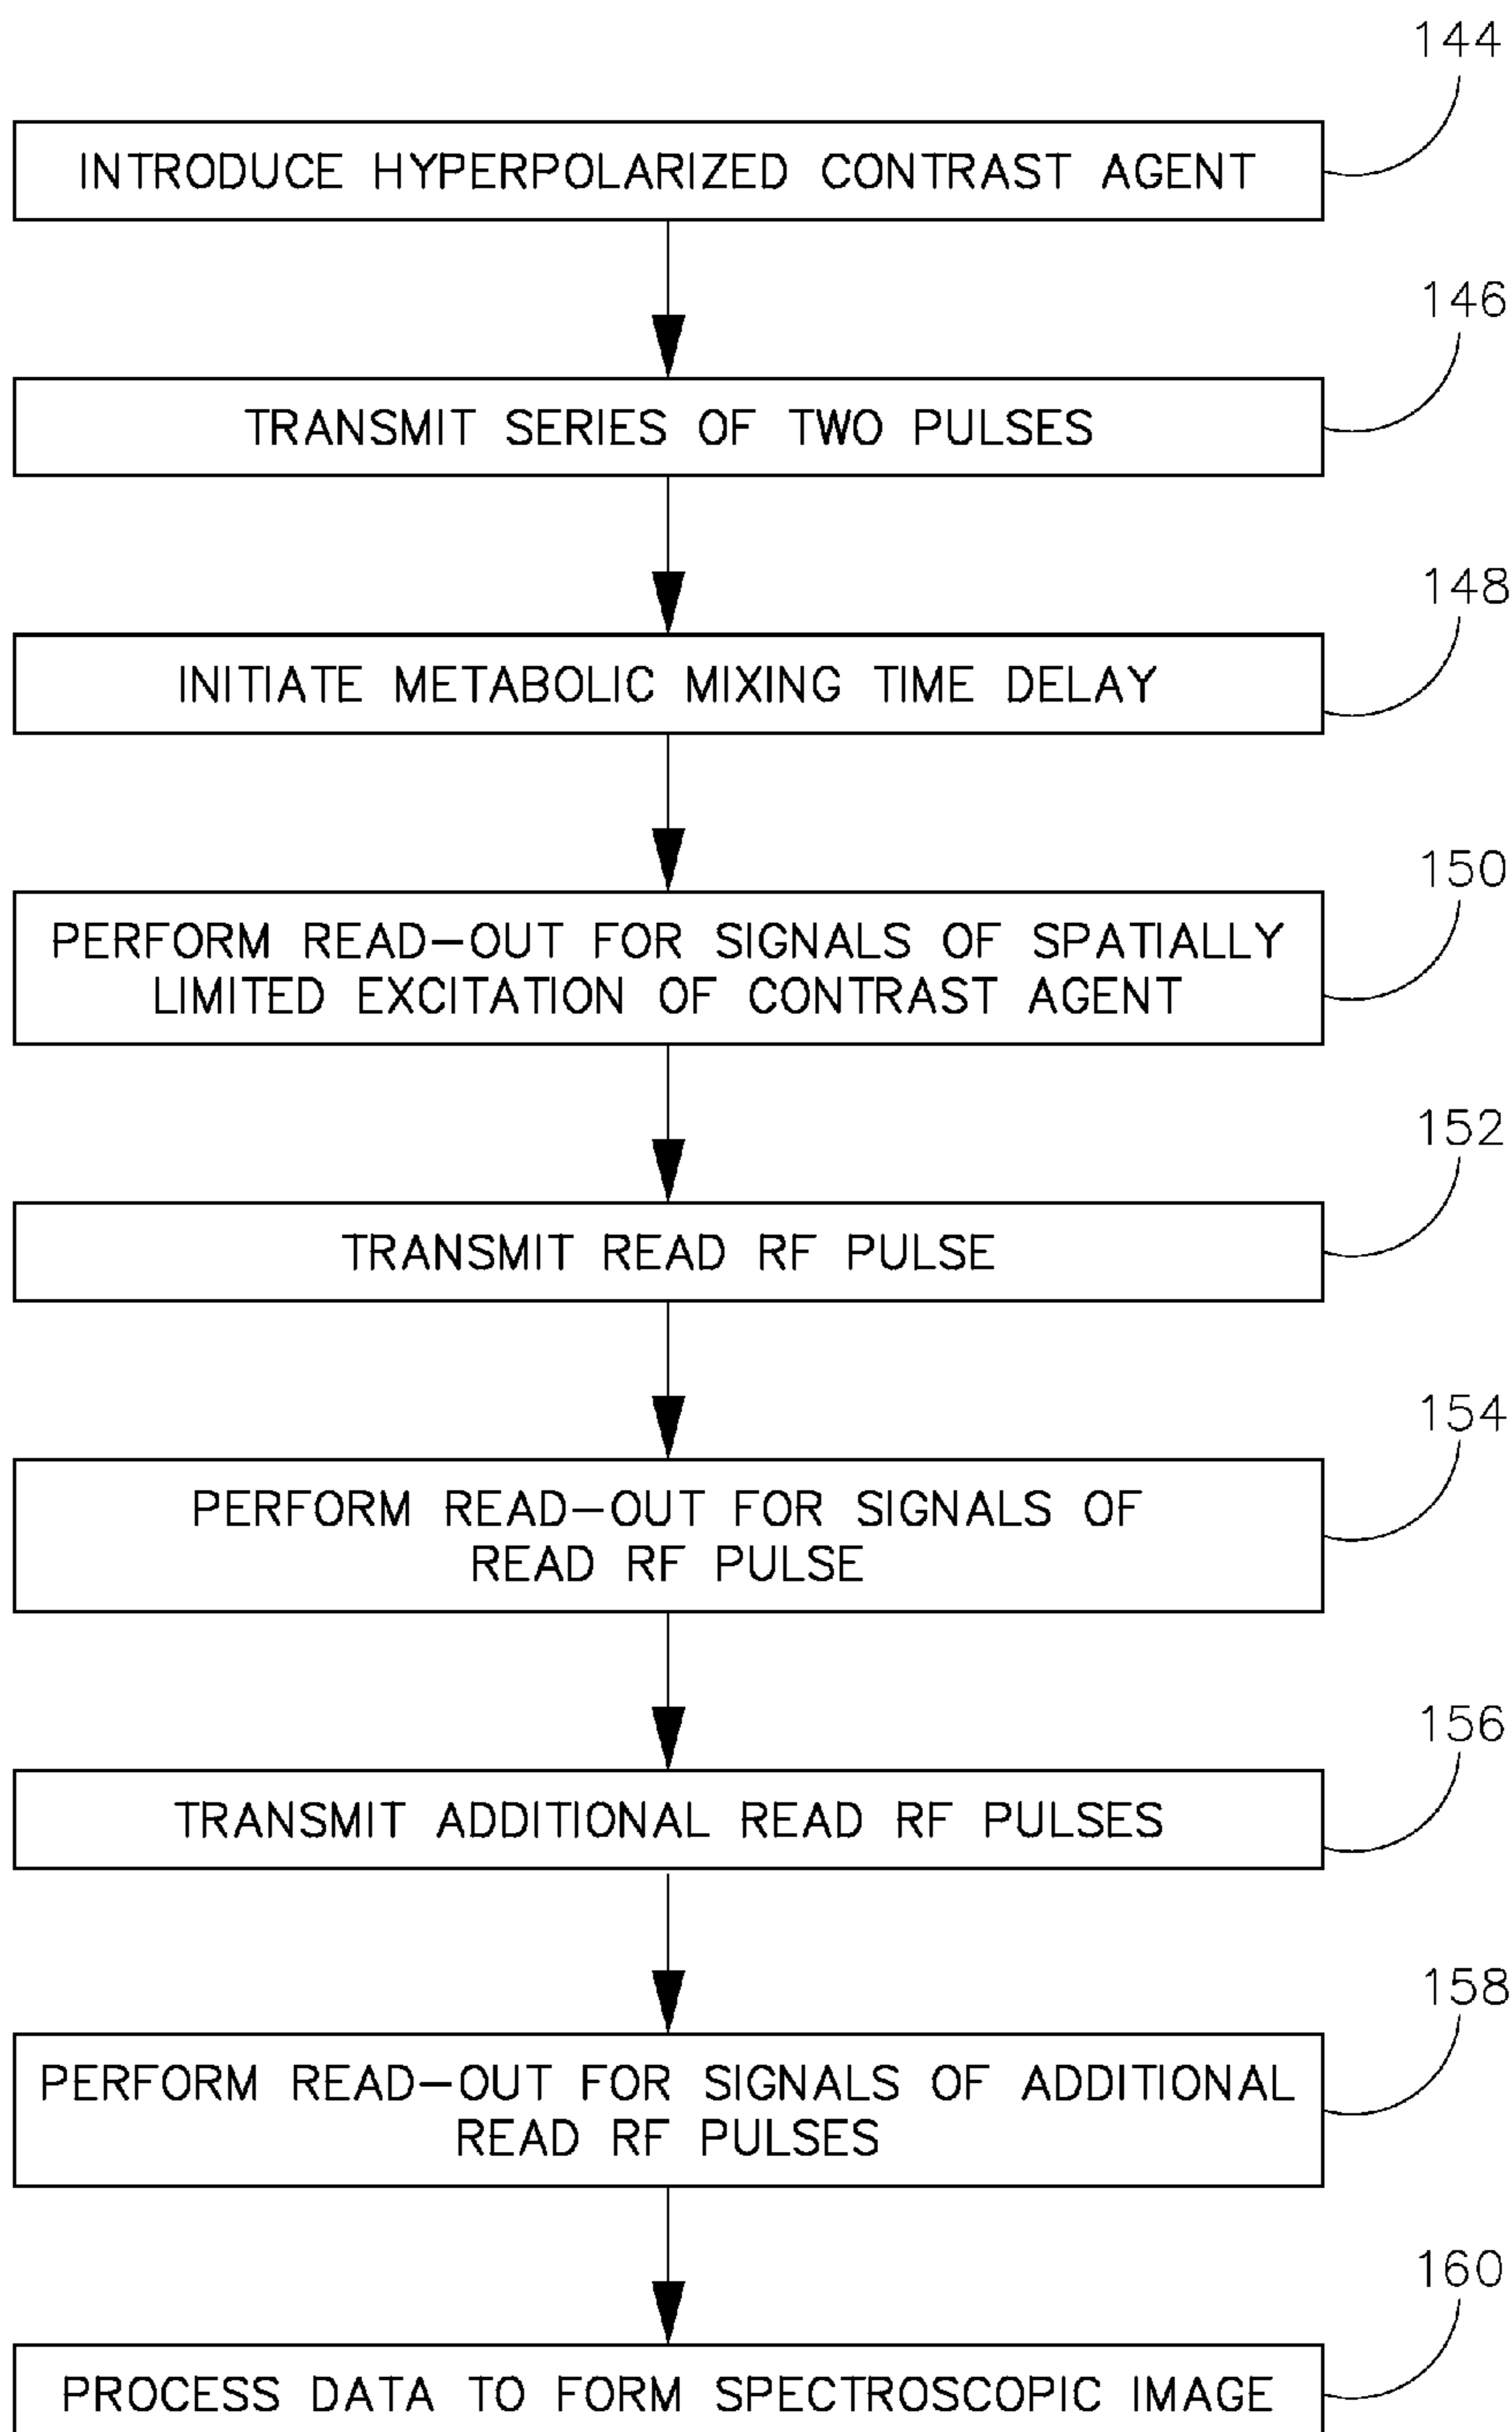 144
INTRODUCE HYPERPOLARIZED CONTRAST AGENT
146
TRANSMIT SERIES OF TWO PULSES
148
INITIATE METABOLIC MIXING TIME DELAY
150
PERFORM READ-OUT FOR SIGNALS OF SPATIALLY
LIMITED EXCITATION OF CONTRAST AGENT
152
TRANSMIT READ RF PULSE
154
PERFORM READ-OUT FOR SIGNALS OF
READ RF PULSE
156
TRANSMIT ADDITIONAL READ RF PULSES
158
PERFORM READ-OUT FOR SIGNALS OF ADDITIONAL
READ RF PULSES
160
PROCESS DATA TO FORM SPECTROSCOPIC IMAGE